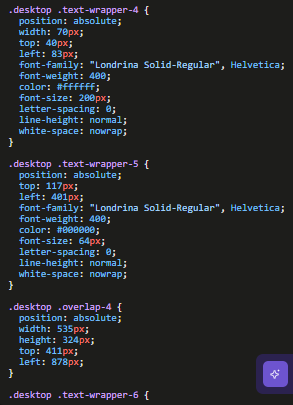 .desktop .text-wrapper-4 {
  position: absolute;
  width: 70px;
  top: 40px;
  left: 83px;
  font-family: "Londrina Solid-Regular", Helvetica;
  font-weight: 400;
  color: #ffffff;
  font-size: 200px;
  letter-spacing: 0;
  line-height: normal;
  white-space: nowrap;
}

.desktop .text-wrapper-5 {
  position: absolute;
  top: 117px;
  left: 401px;
  font-family: "Londrina Solid-Regular", Helvetica;
  font-weight: 400;
  color: #000000;
  font-size: 64px;
  letter-spacing: 0;
  line-height: normal;
  white-space: nowrap;
}

.desktop .overlap-4 {
  position: absolute;
  width: 535px;
  height: 324px;
  top: 411px;
  left: 878px;
}

.desktop .text-wrapper-6 {